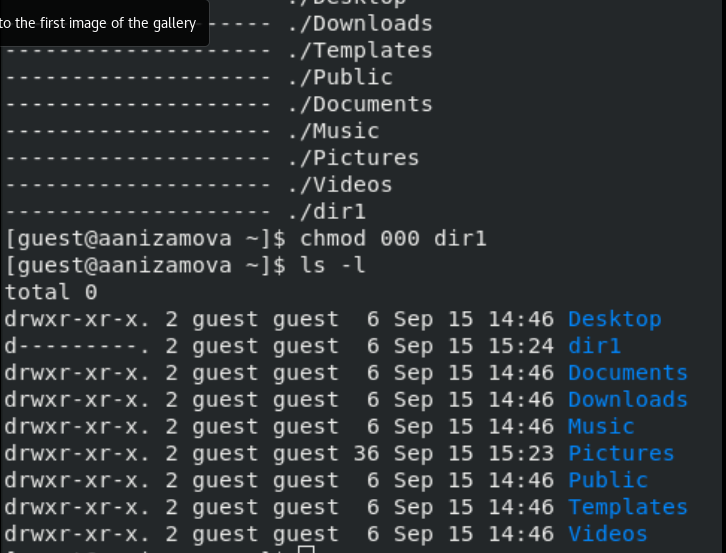 ./Desktop
to the first image of the gallery
------- ./Downloads
-------------------- ./Templates
-------------------- ./Public
-------------------- ./Documents
-------------------- ./Music
-------------------- ./Pictures
-------------------- ./Videos
-------------------- ./dir1
[guest@aanizamova ~]$ chmod 000 dir1
[guest@aanizamova ~]$ ls -l
total 0
drwxr-xr-x. 2 guest guest  6 Sep 15 14:46 Desktop
d---------. 2 guest guest  6 Sep 15 15:24 dir1
drwxr-xr-x. 2 guest guest  6 Sep 15 14:46 Documents
drwxr-xr-x. 2 guest guest  6 Sep 15 14:46 Downloads
drwxr-xr-x. 2 guest guest  6 Sep 15 14:46 Music
drwxr-xr-x. 2 guest guest 36 Sep 15 15:23 Pictures
drwxr-xr-x. 2 guest guest  6 Sep 15 14:46 Public
drwxr-xr-x. 2 guest guest  6 Sep 15 14:46 Templates
drwxr-xr-x. 2 guest guest  6 Sep 15 14:46 Videos